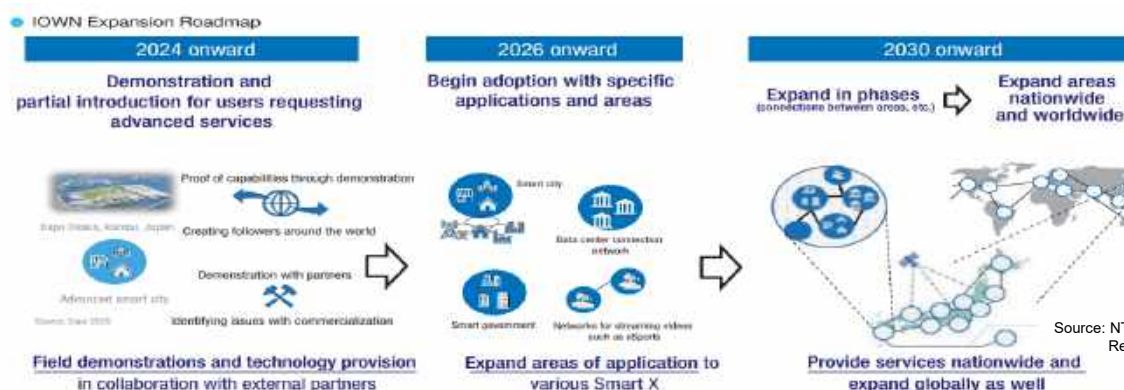 IOWN Expansion Roadmap
2024 onward
Demonstration and
partial introduction for users requesting
advanced services
Proof of capabilities through demonstration
Expo Osaka, Kansai, Japan
Creating followers around the world
Demonstration with partners
Advanced smart city
Identifying issues with commercialization
Field demonstrations and technology provision
in collaboration with external partners
2026 onward
Begin adoption with specific
applications and areas
Smart city
Data center connection
network
Smart government
Networks for streaming videos
such as eSports
Expand areas of application to
various Smart X
2030 onward
Expand in phases
(connections between areas, etc.)
Expand areas
nationwide
and worldwide
Source: NT
Re
Provide services nationwide and
expand globally as well